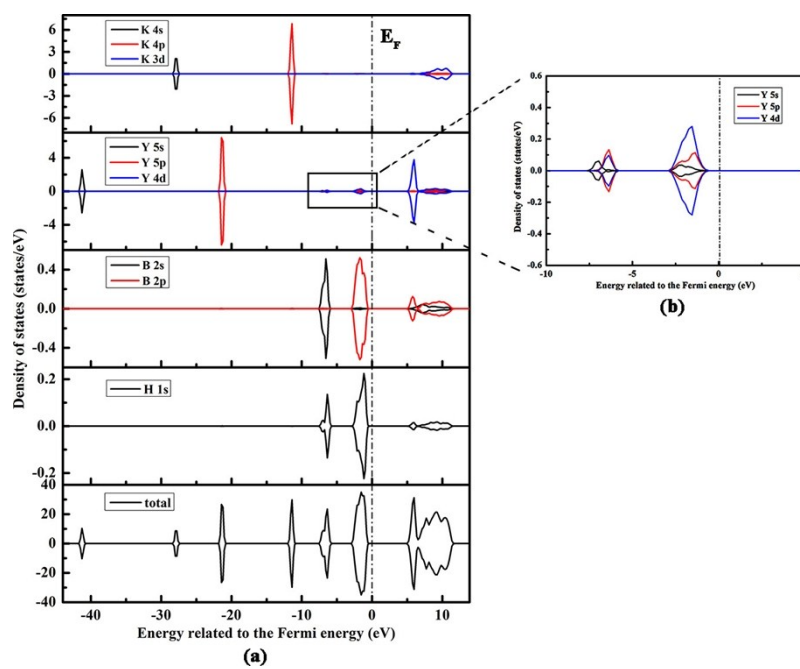 K 4s
K 4p
K 3d
E_F
6
3
0
-3
-6
Y 5s
Y 5p
Y 4d
4
0
-4
B 2s
B 2p
0.4
0.0
-0.4
H 1s
0.2
0.0
-0.2
total
40
20
0
-20
-40
-40 -30 -20 -10 0 10
Density of states (states/eV)
Energy related to the Fermi energy (eV)
(a)
0.6
0.4
0.2
0.0
-0.2
-0.4
-0.6
Y 5s
Y 5p
Y 4d
-10 -5 0
Density of states (states/eV)
Energy related to the Fermi energy (eV)
(b)